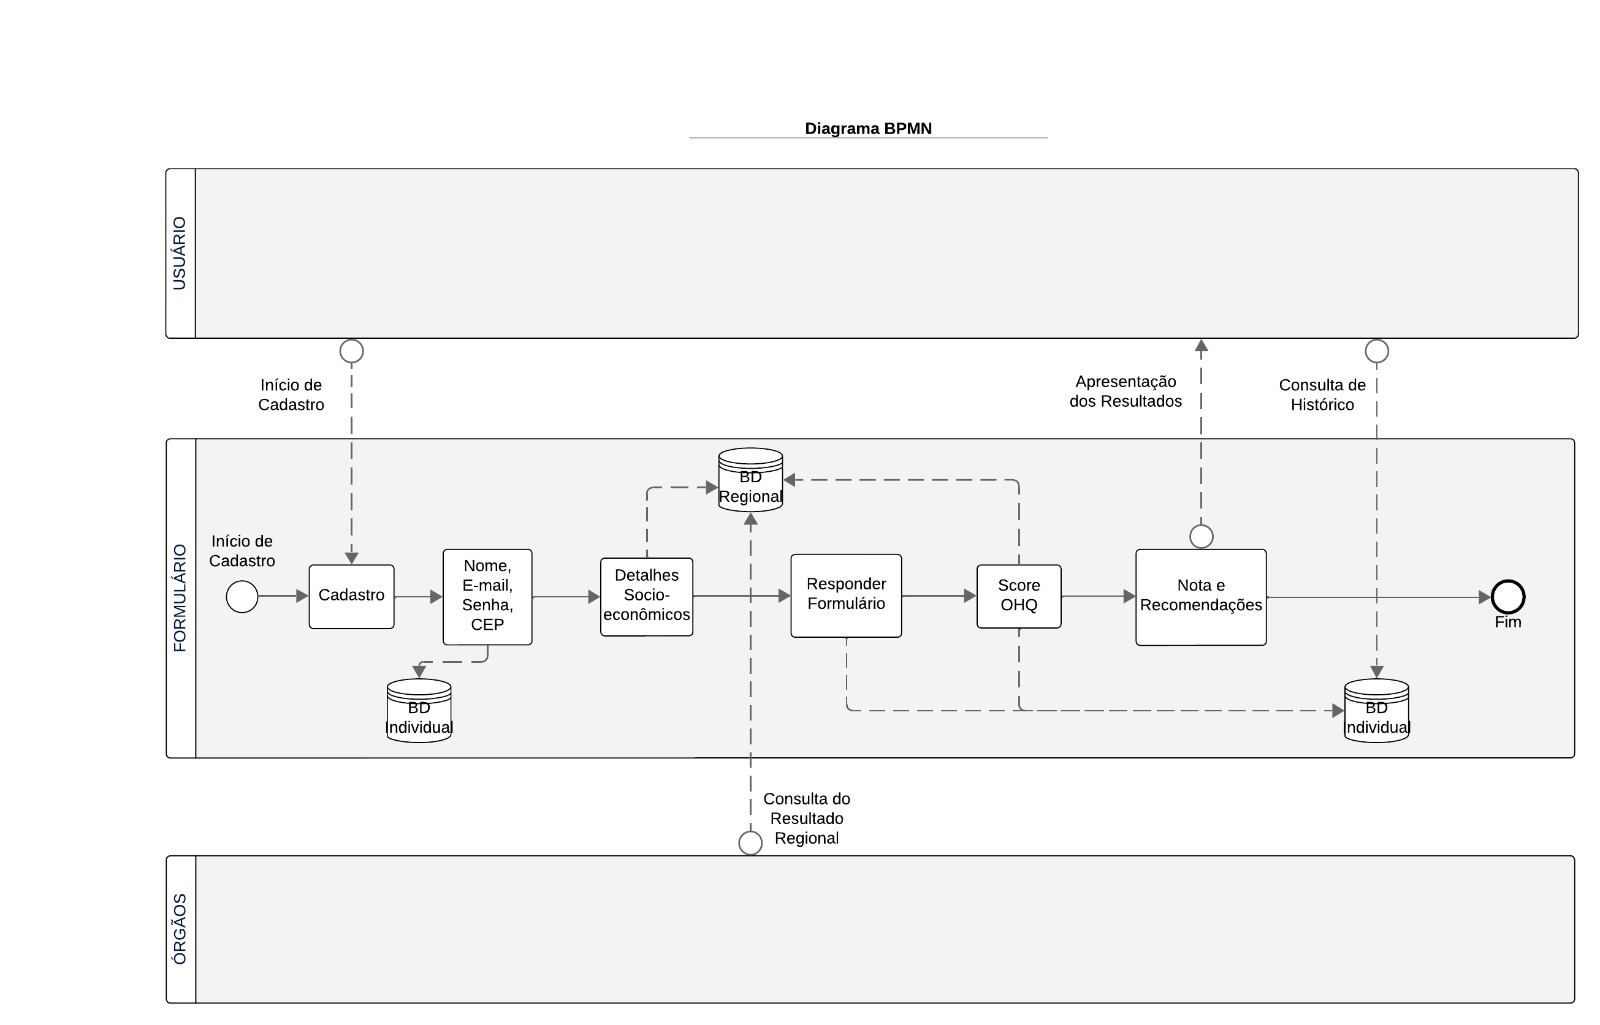 Diagrama BPMN
USUÁRIO
Início de
Cadastro
Apresentação
dos Resultados
Consulta de
Histórico
FORMULÁRIO
BD
Regional
Início de
Cadastro
Cadastro
Nome,
E-mail,
Senha,
CEP
Detalhes
Socio-
econômicos
Responder
Formulário
Score
OHQ
Nota e
Recomendações
Fim
BD
Individual
BD
Individual
Consulta do
Resultado
Regional
ÓRGÃOS